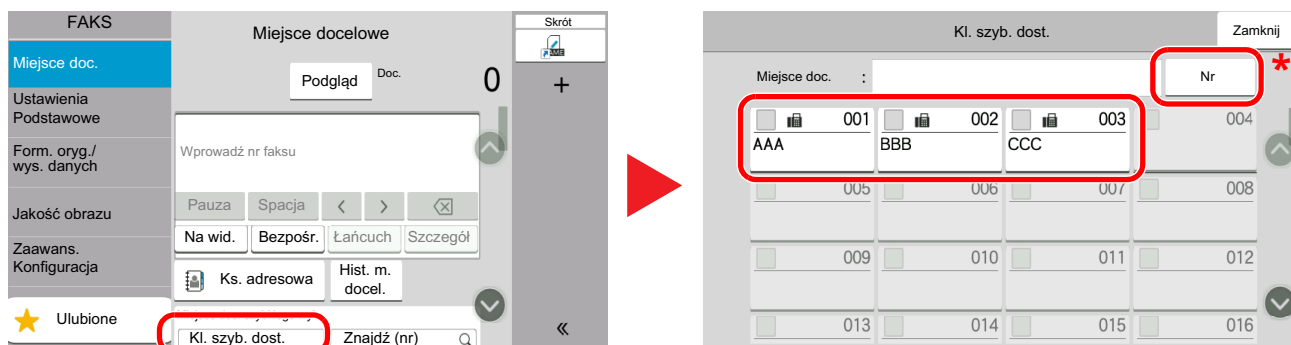 FAKS
Miejsce doc.
Ustawienia
Podstawowe
Form. oryg./
wys. danych
Jakość obrazu
Zaawans.
Konfiguracja
Ulubione
Miejsce docelowe
Podgląd
Doc.
0
Wprowadź nr faksu
Pauza Spacja < >
Na wid. Bezpośr. Łańcuch Szczegół
Ks. adresowa
Hist. m.
docel.
Kl. szyb. dost. Znajdź (nr)
Skrót
+
«
Kl. szyb. dost. Zamknij
Miejsce doc. : Nr *
001 002 003 004
AAA BBB CCC
005 006 007 008
009 010 011 012
013 014 015 016